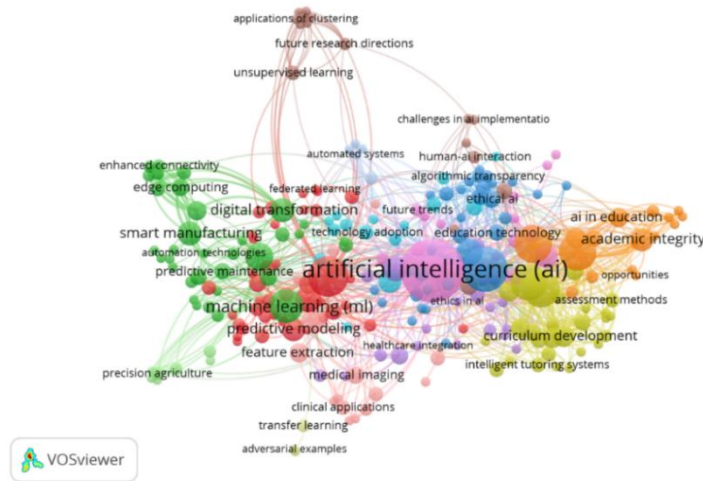 applications of clustering
future research directions
unsupervised learning
challenges in ai implementatio
automated systems
human-ai interaction
enhanced connectivity
algorithmic transparency
edge computing
federated learning
ethical ai
digital transformation
future trends
ai in education
smart manufacturing
technology adoption
education technology
academic integrity
automation technologies
predictive maintenance
artificial intelligence (ai)
opportunities
ethics in ai
assessment methods
machine learning (ml)
predictive modeling
curriculum development
healthcare integration
feature extraction
intelligent tutoring systems
precision agriculture
medical imaging
clinical applications
transfer learning
adversarial examples
VOSviewer